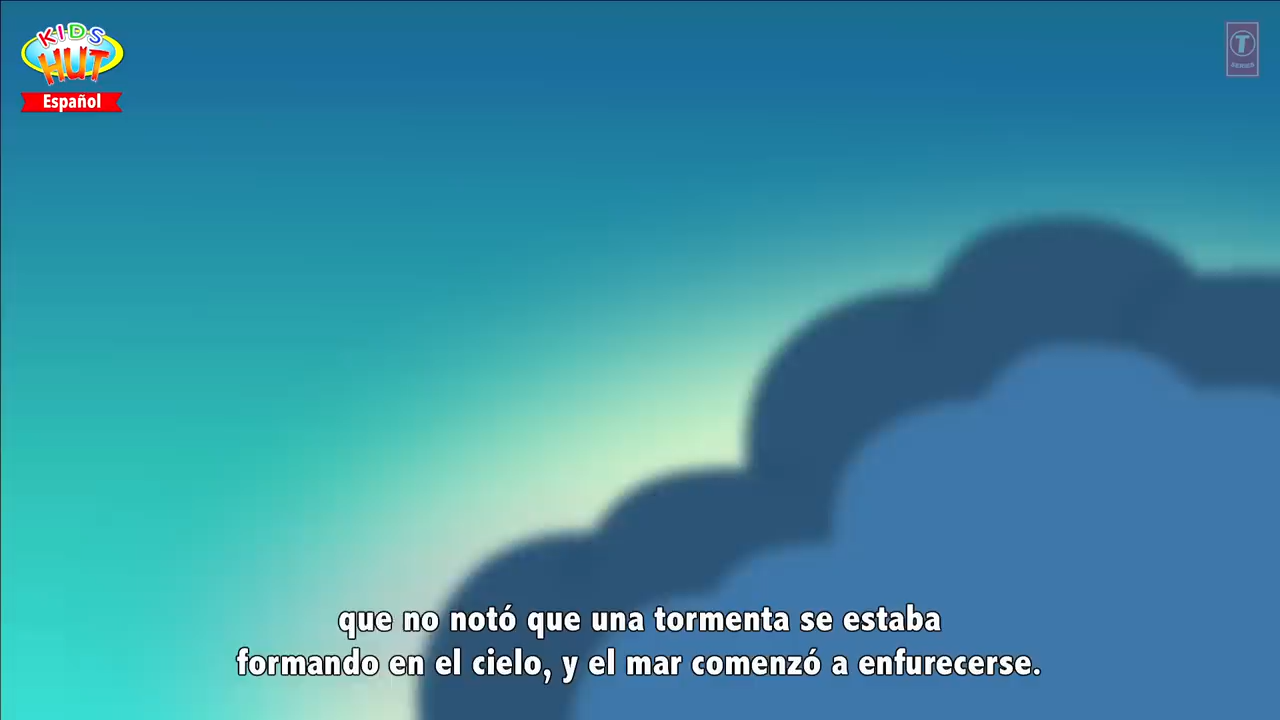 KIDS
HUT
Español
T
SERIES
que no notó que una tormenta se estaba
formando en el cielo, y el mar comenzó a enfurecerse.